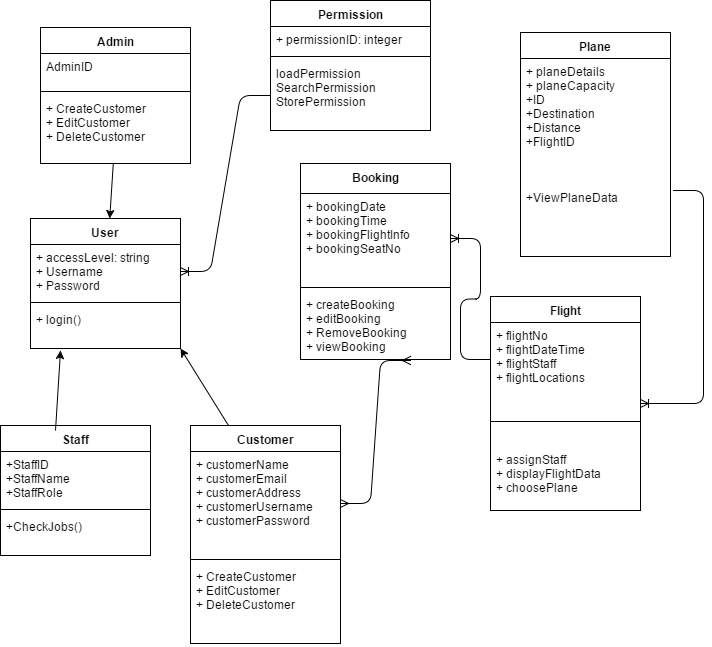 Admin
AdminID
+ CreateCustomer
+ EditCustomer
+ DeleteCustomer
Permission
+ permissionID: integer
loadPermission
SearchPermission
StorePermission
Plane
+ planeDetails
+ planeCapacity
+ID
+Destination
+Distance
+FlightID
+ViewPlaneData
User
+ accessLevel: string
+ Username
+ Password
+ login()
Booking
+ bookingDate
+ bookingTime
+ bookingFlightInfo
+ bookingSeatNo
+ createBooking
+ editBooking
+ RemoveBooking
+ viewBooking
Flight
+ flightNo
+ flightDateTime
+ flightStaff
+ flightLocations
+ assignStaff
+ displayFlightData
+ choosePlane
Staff
+StaffID
+StaffName
+StaffRole
+CheckJobs()
Customer
+ customerName
+ customerEmail
+ customerAddress
+ customerUsername
+ customerPassword
+ CreateCustomer
+ EditCustomer
+ DeleteCustomer